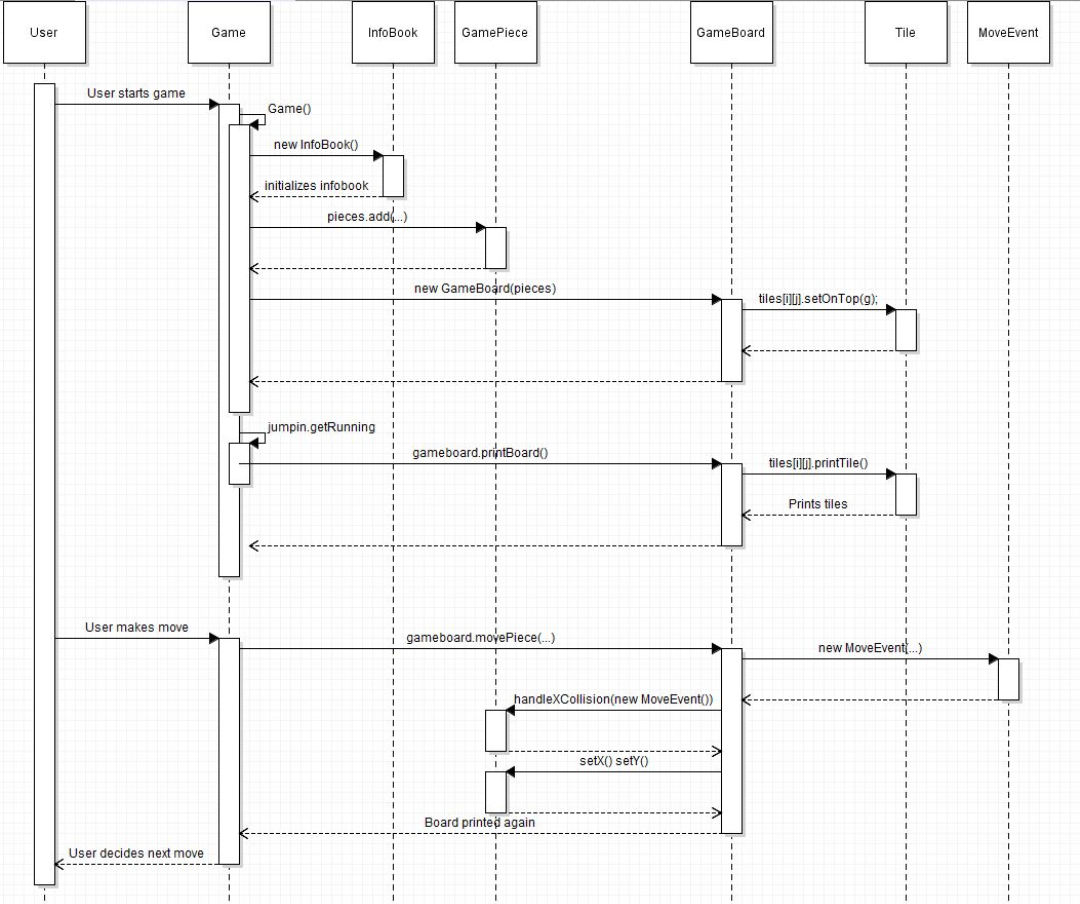 User
Game
InfoBook
GamePiece
GameBoard
Tile
MoveEvent
User starts game
Game()
new InfoBook()
initializes infobook
pieces.add(...)
new GameBoard(pieces)
tiles[i][j].setOnTop(g);
jumpin.getRunning
gameboard.printBoard()
tiles[i][j].printTile()
Prints tiles
User makes move
gameboard.movePiece(...)
new MoveEvent(...)
handleXCollision(new MoveEvent())
setX() setY()
Board printed again
User decides next move